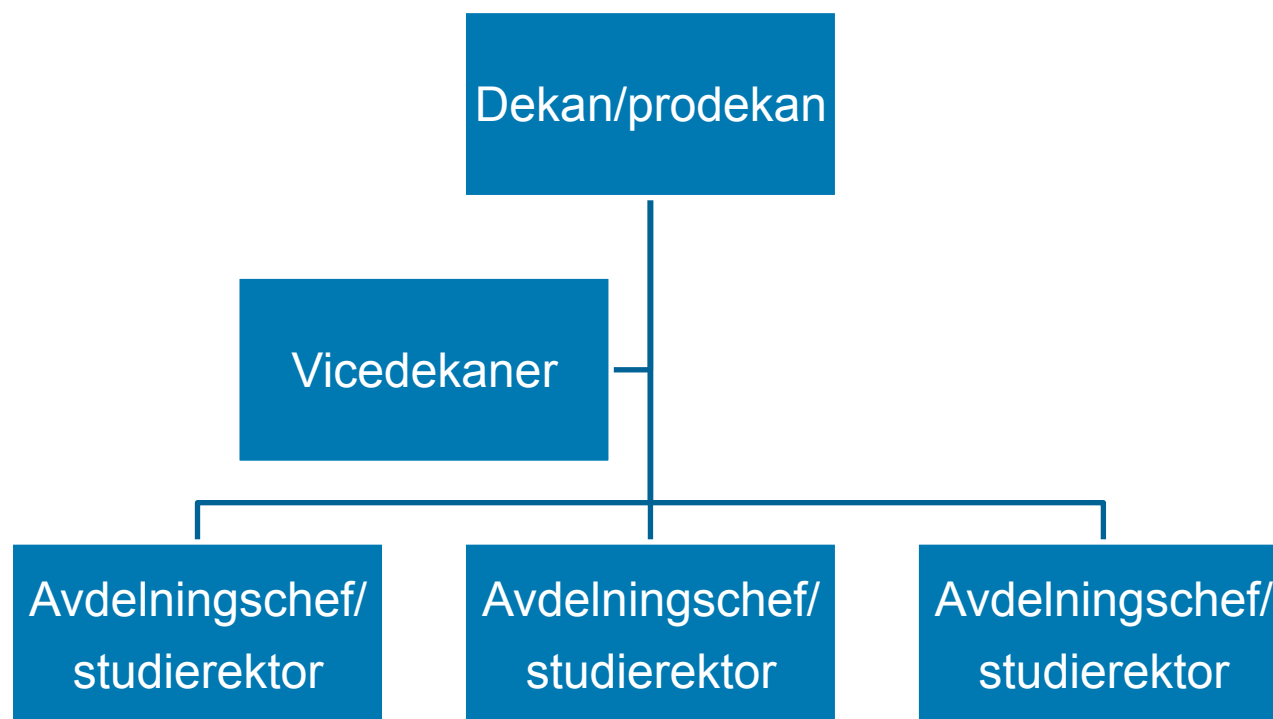 Dekan/prodekan
Vicedekaner
Avdelningschef/
studierektor
Avdelningschef/
studierektor
Avdelningschef/
studierektor